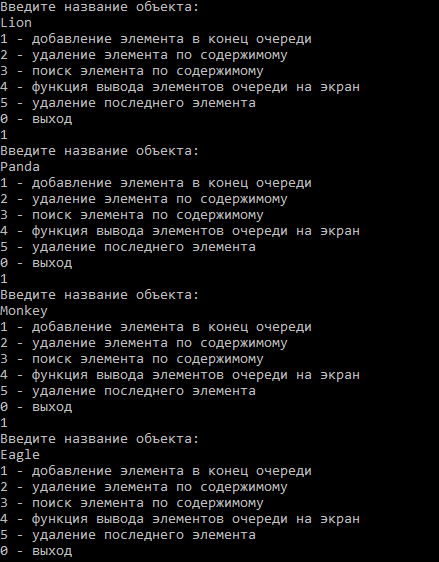 Введите название объекта:
Lion
1 - добавление элемента в конец очереди
2 - удаление элемента по содержимому
3 - поиск элемента по содержимому
4 - функция вывода элементов очереди на экран
5 - удаление последнего элемента
0 - выход
1
Введите название объекта:
Panda
1 - добавление элемента в конец очереди
2 - удаление элемента по содержимому
3 - поиск элемента по содержимому
4 - функция вывода элементов очереди на экран
5 - удаление последнего элемента
0 - выход
1
Введите название объекта:
Monkey
1 - добавление элемента в конец очереди
2 - удаление элемента по содержимому
3 - поиск элемента по содержимому
4 - функция вывода элементов очереди на экран
5 - удаление последнего элемента
0 - выход
1
Введите название объекта:
Eagle
1 - добавление элемента в конец очереди
2 - удаление элемента по содержимому
3 - поиск элемента по содержимому
4 - функция вывода элементов очереди на экран
5 - удаление последнего элемента
0 - выход